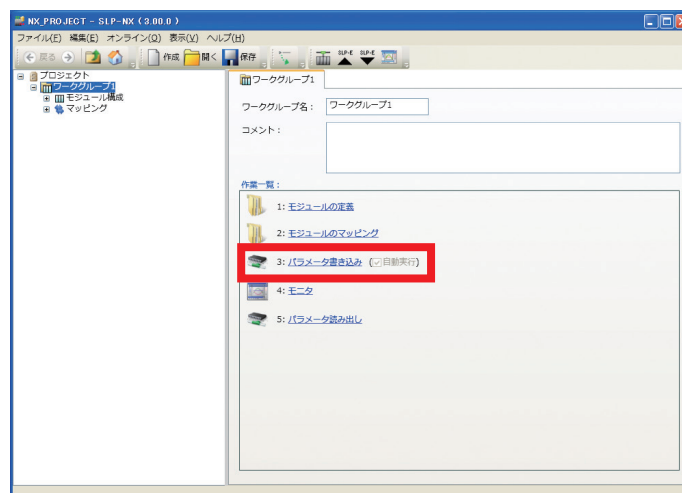 NX_PROJECT - SLP-NX ( 3.00.0 )
ファイル(F) 編集(E) オンライン(O) 表示(V) ヘルプ(H)
戻る 作成 開く 保存 SLP-E SLP-E
プロジェクト
ワークグループ1
モジュール構成
マッピング
ワークグループ1
ワークグループ名： ワークグループ1
コメント：
作業一覧：
1: モジュールの定義
2: モジュールのマッピング
3: パラメータ書き込み (自動実行)
4: モニタ
5: パラメータ読み出し